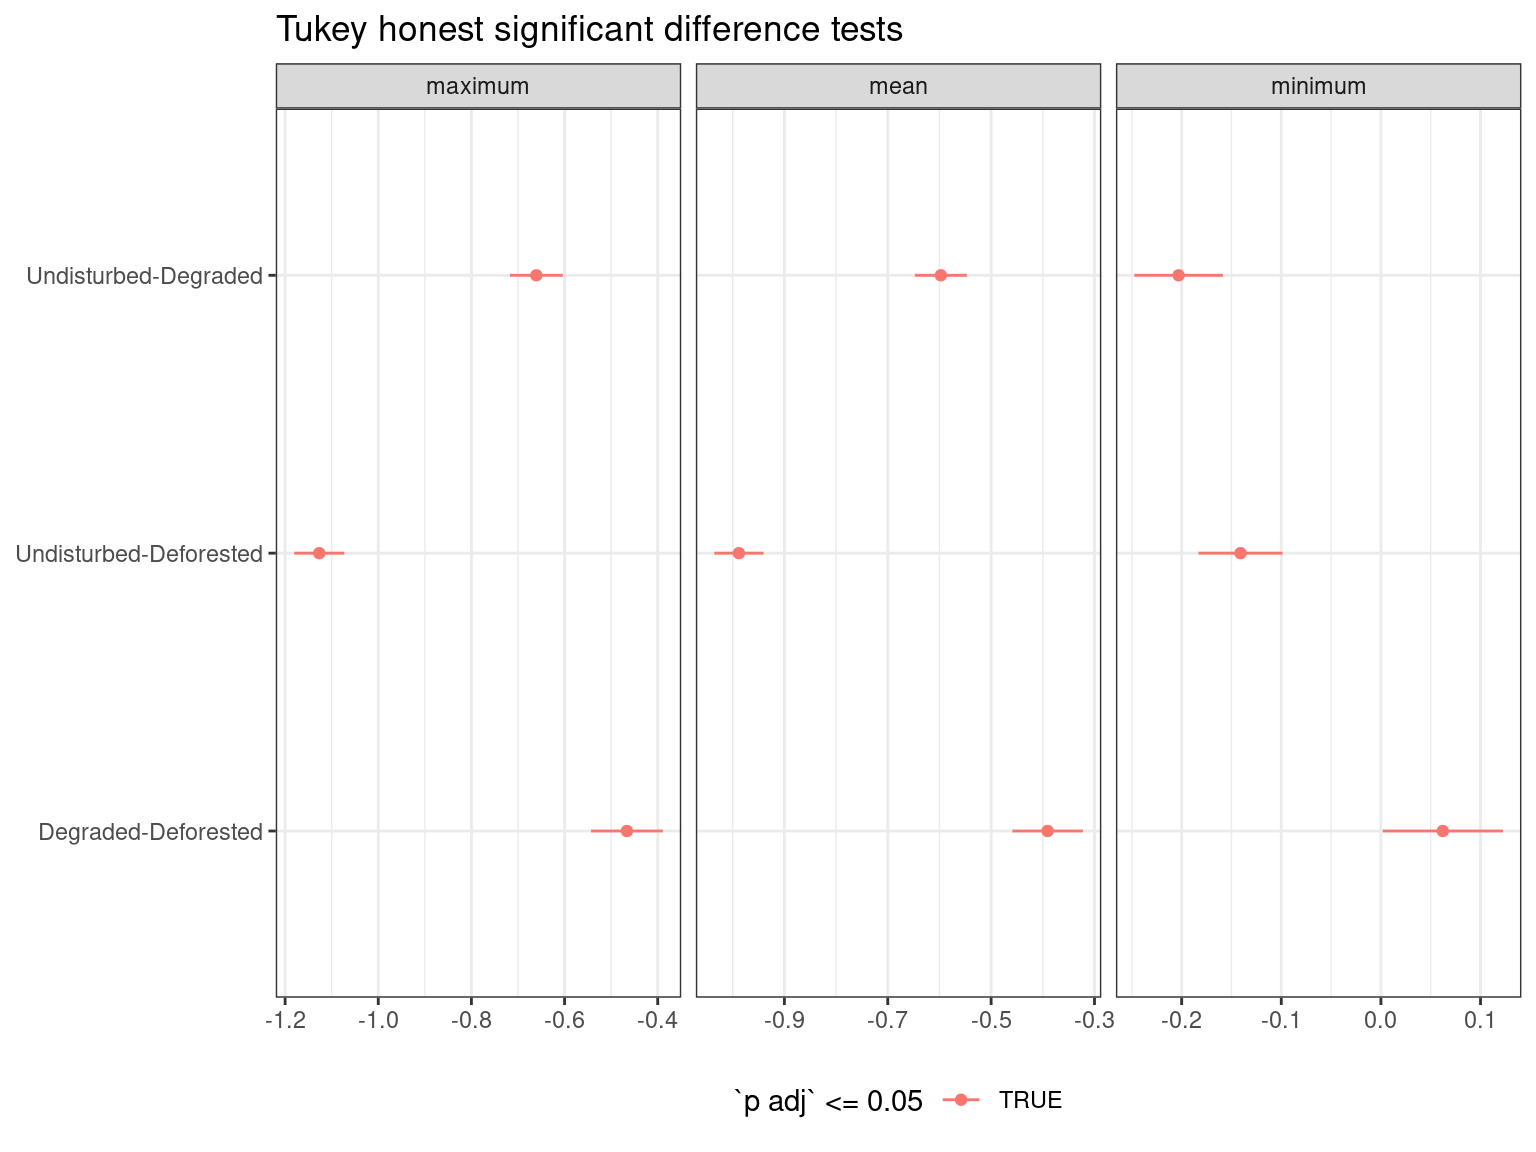 Tukey honest significant difference tests
maximum
mean
minimum
Undisturbed-Degraded
Undisturbed-Deforested
Degraded-Deforested
-1.2 -1.0 -0.8 -0.6 -0.4 -0.9 -0.7 -0.5 -0.3 -0.2 -0.1 0.0 0.1
`p adj` <= 0.05 TRUE